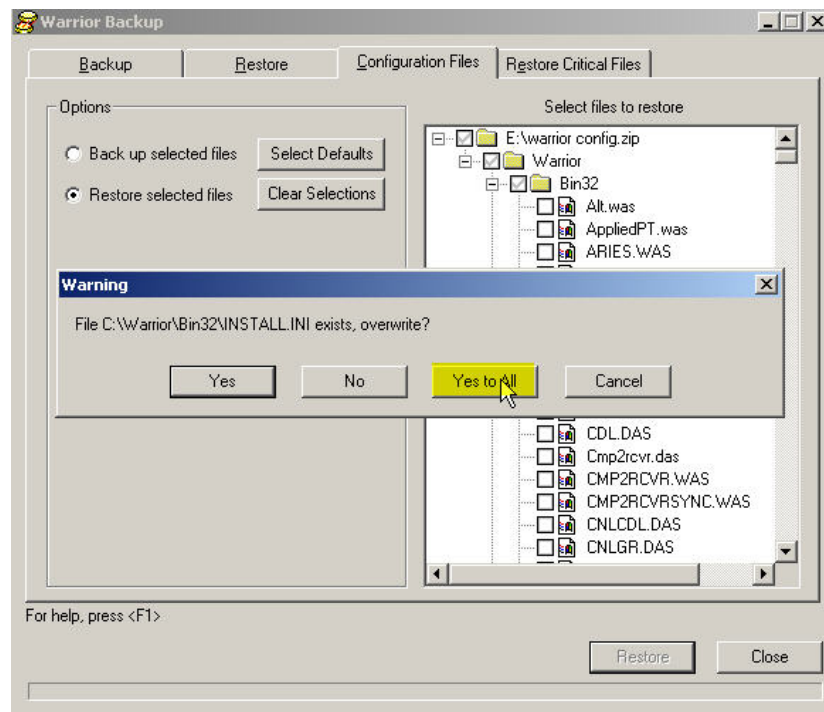 Warrior Backup
Backup
Restore
Configuration Files
Restore Critical Files
Options
Select files to restore
Back up selected files
Select Defaults
Restore selected files
Clear Selections
E:\warrior config.zip
Warrior
Bin32
Alt.was
AppliedPT.was
ARIES.WAS
Warning
File C:\Warrior\Bin32\INSTALL.INI exists, overwrite?
Yes
No
Yes to All
Cancel
CDL.DAS
Cmp2rcvr.das
CMP2RCVR.WAS
CMP2RCVRSYNC.WAS
CNLCDL.DAS
CNLGR.DAS
For help, press <F1>
Restore
Close